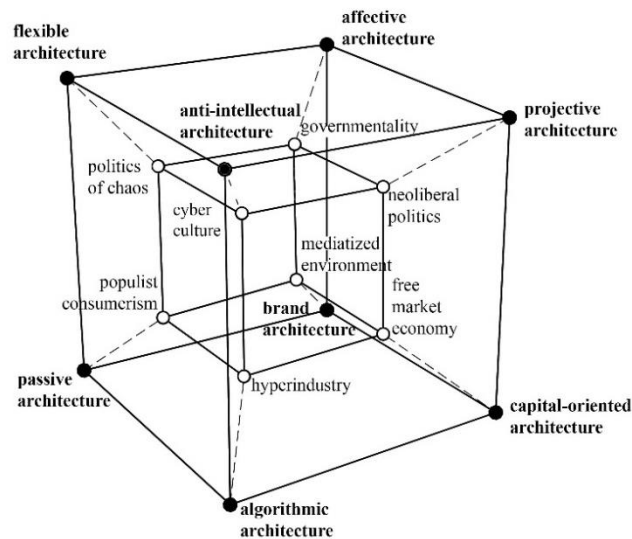 affective
architecture
flexible
architecture
anti-intellectual
architecture
governmentality
projective
architecture
politics
of chaos
cyber
culture
neoliberal
politics
mediatized
environment
populist
consumerism
free
market
economy
brand
architecture
passive
architecture
hyperindustry
capital-oriented
architecture
algorithmic
architecture